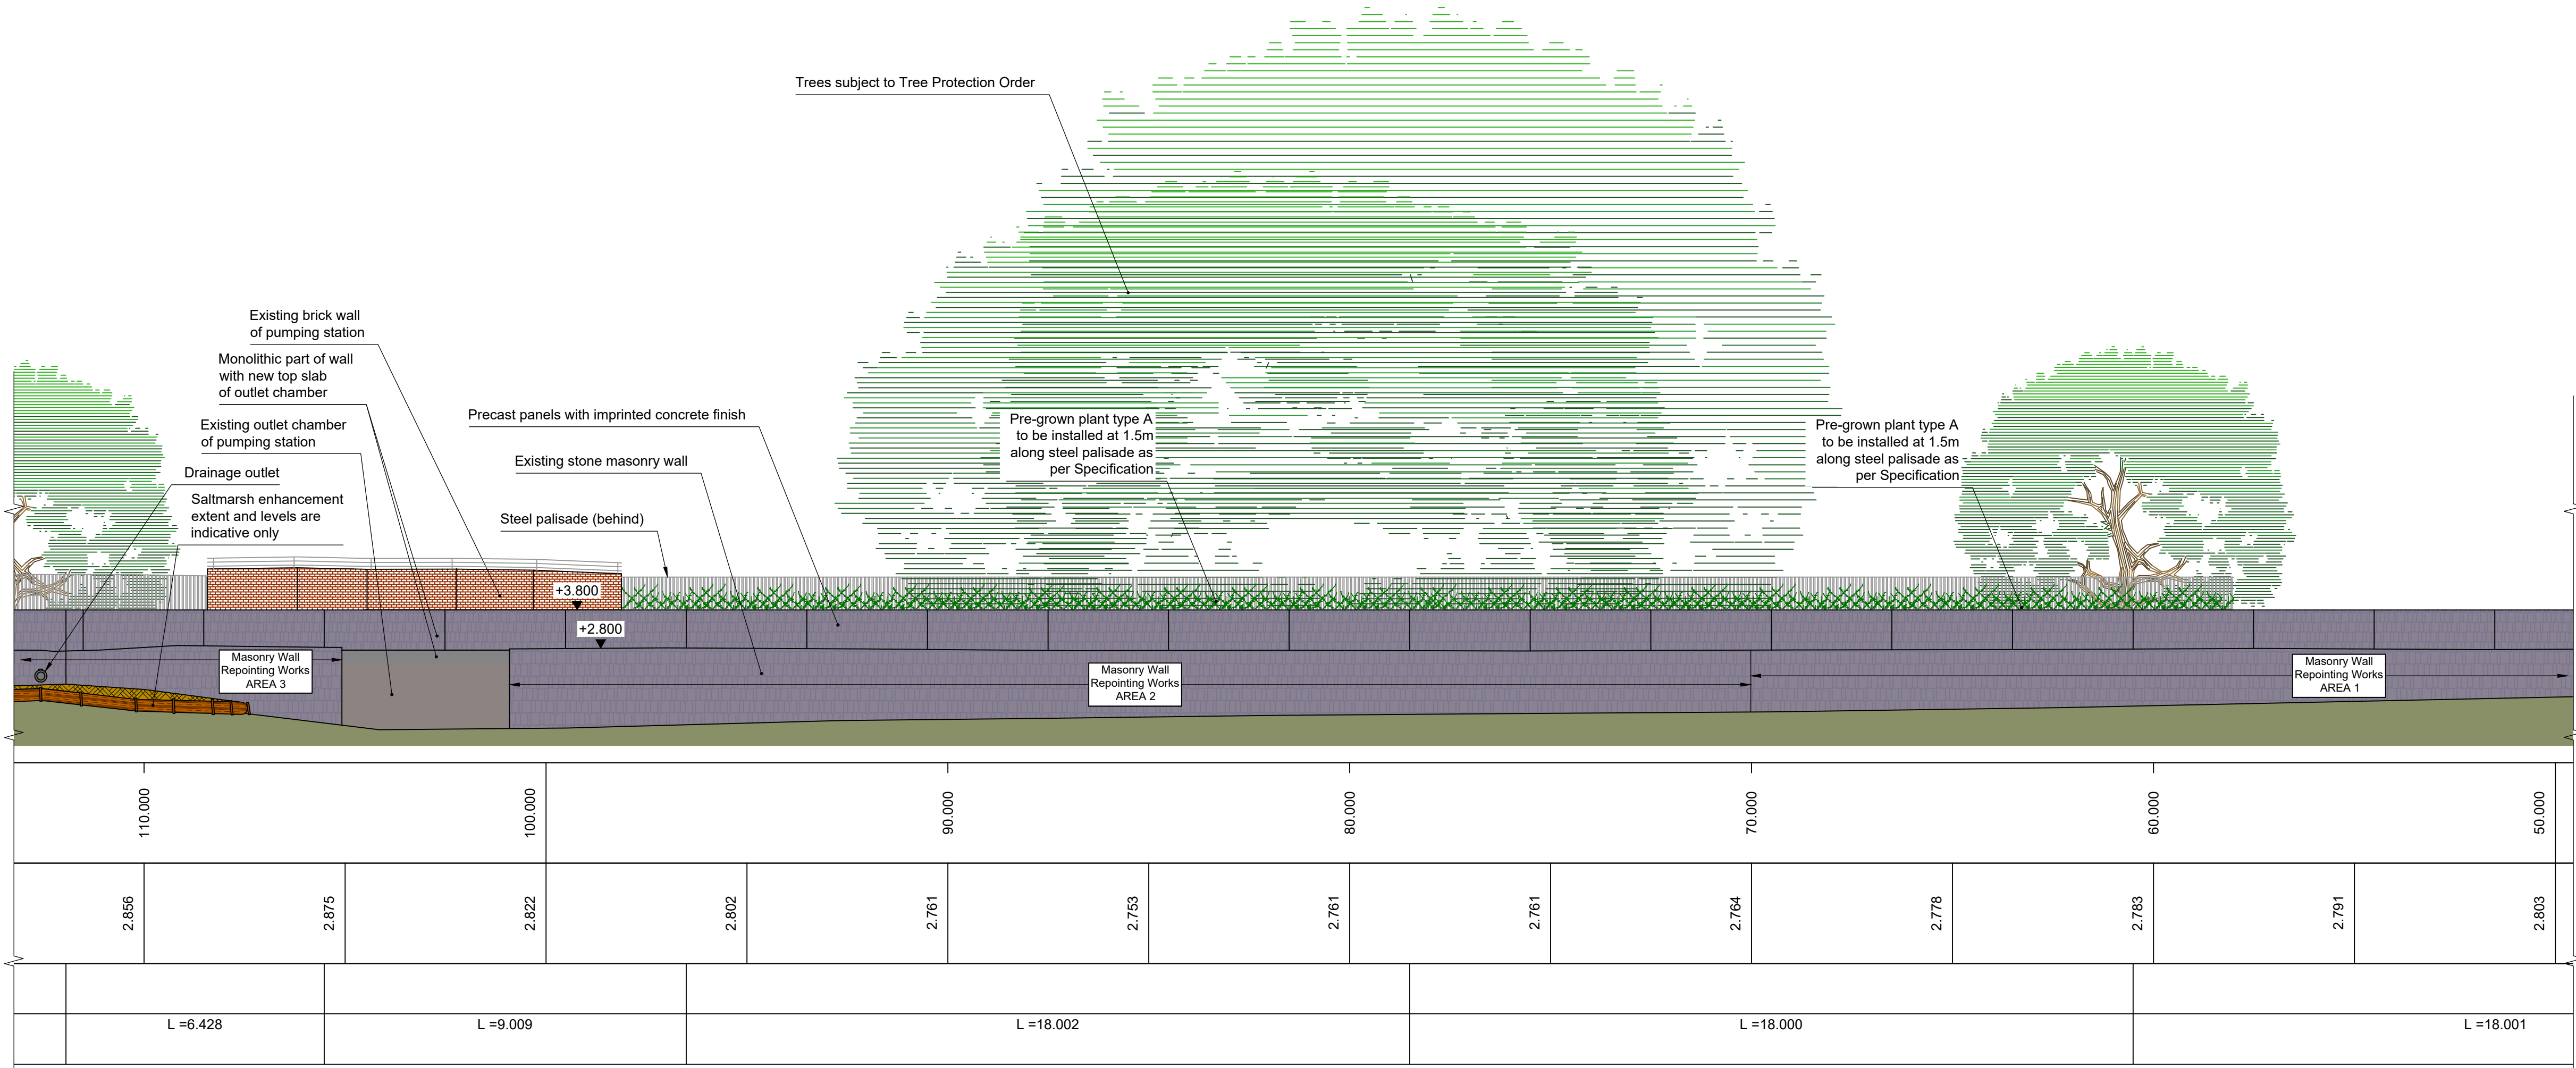 Trees subject to Tree Protection Order
Existing brick wall
of pumping station
Monolithic part of wall
with new top slab
of outlet chamber
Existing outlet chamber
of pumping station
Drainage outlet
Saltmarsh enhancement
extent and levels are
indicative only
Precast panels with imprinted concrete finish
Existing stone masonry wall
Steel palisade (behind)
Pre-grown plant type A
to be installed at 1.5m
along steel palisade as
per Specification
Pre-grown plant type A
to be installed at 1.5m
along steel palisade as
per Specification
+3.800
+2.800
Masonry Wall
Repointing Works
AREA 3
Masonry Wall
Repointing Works
AREA 2
Masonry Wall
Repointing Works
AREA 1
110.000
100.000
90.000
80.000
70.000
60.000
50.000
2.856
2.875
2.822
2.802
2.761
2.753
2.761
2.761
2.764
2.778
2.783
2.791
2.803
L =6.428
L =9.009
L =18.002
L =18.000
L =18.001